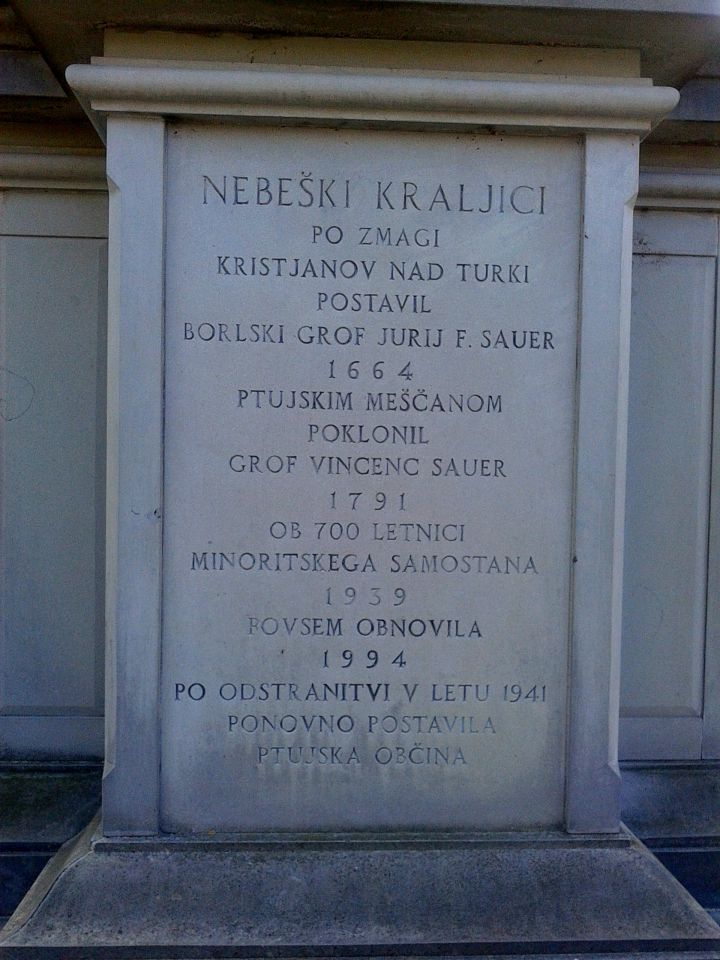 NEBEŠKI KRALJICI
PO ZMAGI
KRISTJANOV NAD TURKI
POSTAVIL
BORLSKI GROF JURIJ F. SAUER
1664
PTUJSKIM MEŠČANOM
POKLONIL
GROF VINCENC SAUER
1791
OB 700 LETNICI
MINORITSKEGA SAMOSTANA
1939
POVSEM OBNOVILA
1994
PO ODSTRANITVI V LETU 1941
PONOVNO POSTAVILA
PTUJSKA OBČINA